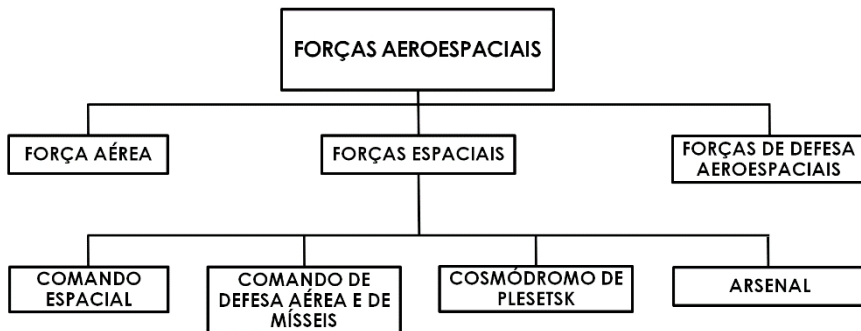 FORÇAS AEROESPACIAIS
FORÇA AÉREA
FORÇAS ESPACIAIS
FORÇAS DE DEFESA
AEROESPACIAIS
COMANDO
ESPACIAL
COMANDO DE
DEFESA AÉREA E DE
MÍSSEIS
COSMÓDROMO DE
PLESETSK
ARSENAL